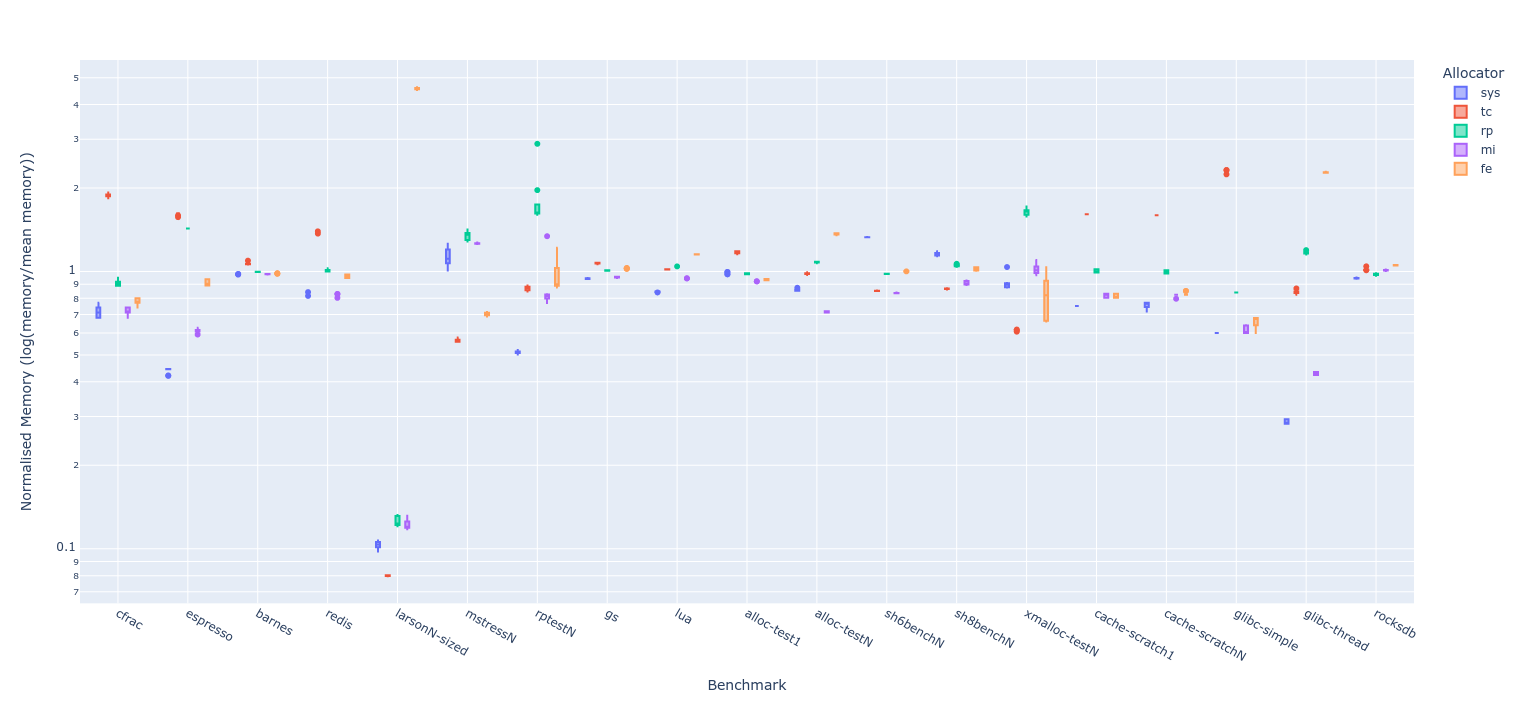 Allocator
sys
tc
rp
mi
fe
Normalised Memory (log(memory/mean memory))
5
4
3
2
1
9
8
7
6
5
4
3
2
0.1
9
8
7
cfrac
espresso
barnes
redis
larsonN-sized
mstressN
rptestN
gs
lua
alloc-test1
alloc-testN
sh6benchN
sh8benchN
xmalloc-testN
cache-scratch1
cache-scratchN
glibc-simple
glibc-thread
rocksdb
Benchmark